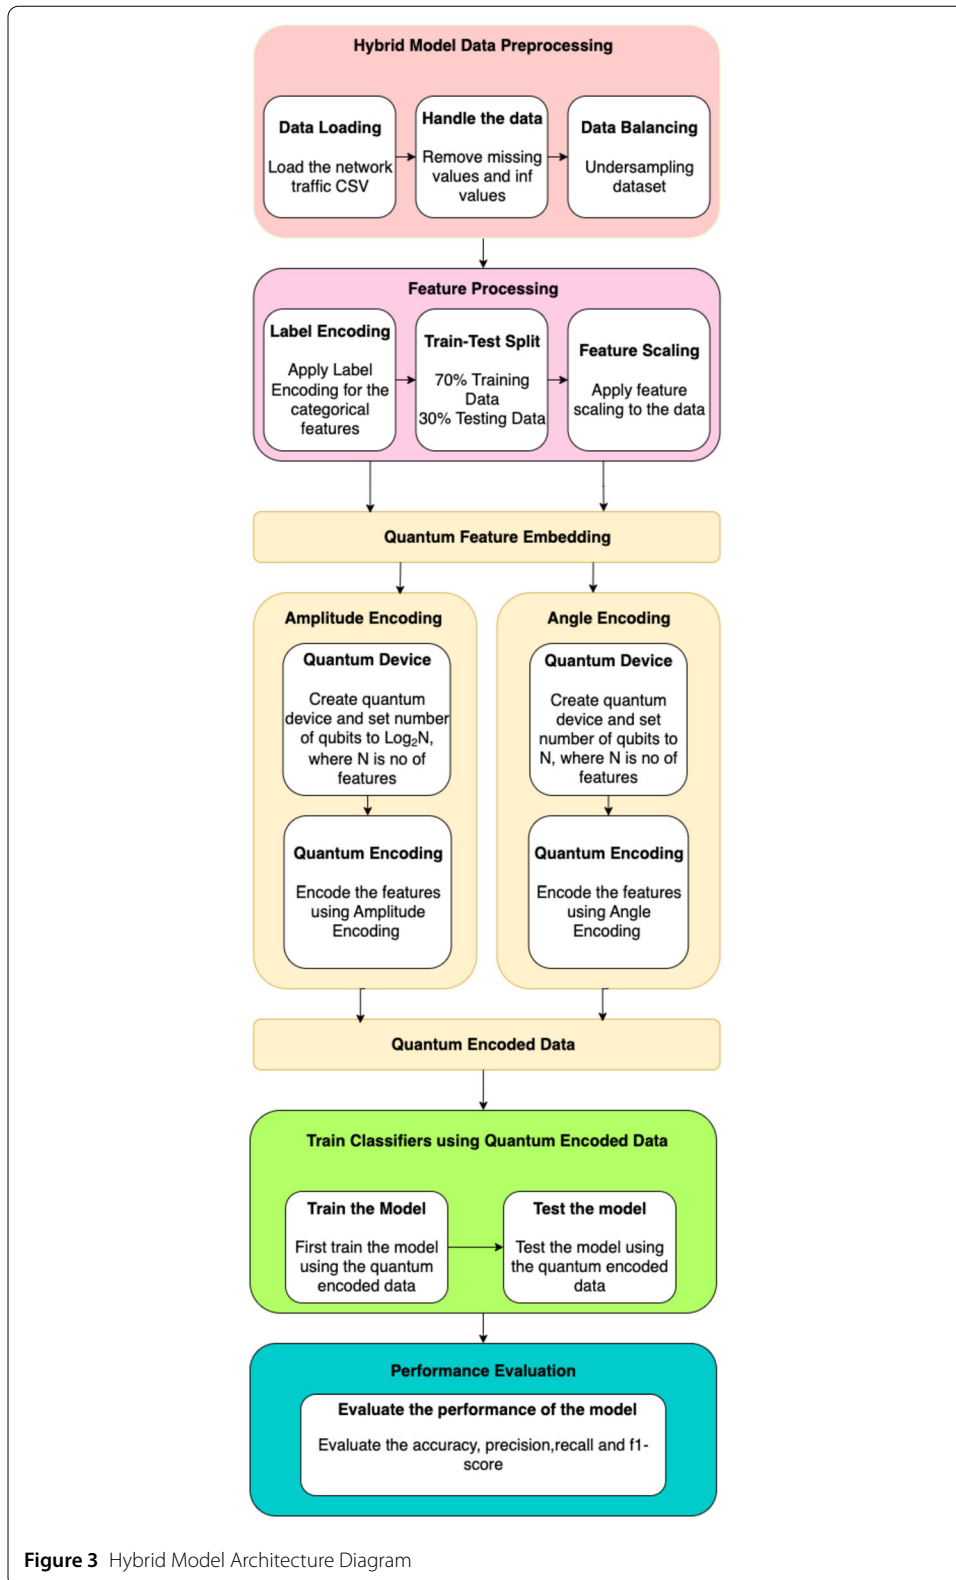 Hybrid Model Data Preprocessing
Data Loading
Load the network
traffic CSV
Handle the data
Remove missing
values and inf
values
Data Balancing
Undersampling
dataset
Feature Processing
Label Encoding
Apply Label
Encoding for the
categorical
features
Train-Test Split
70% Training
Data
30% Testing Data
Feature Scaling
Apply feature
scaling to the data
Quantum Feature Embedding
Amplitude Encoding
Quantum Device
Create quantum
device and set number
of qubits to Log₂N,
where N is no of
features
Quantum Encoding
Encode the features
using Amplitude
Encoding
Angle Encoding
Quantum Device
Create quantum
device and set
number of qubits to
N, where N is no of
features
Quantum Encoding
Encode the features
using Angle
Encoding
Quantum Encoded Data
Train Classifiers using Quantum Encoded Data
Train the Model
First train the model
using the quantum
encoded data
Test the model
Test the model using
the quantum encoded
data
Performance Evaluation
Evaluate the performance of the model
Evaluate the accuracy, precision,recall and f1-
score
Figure 3 Hybrid Model Architecture Diagram